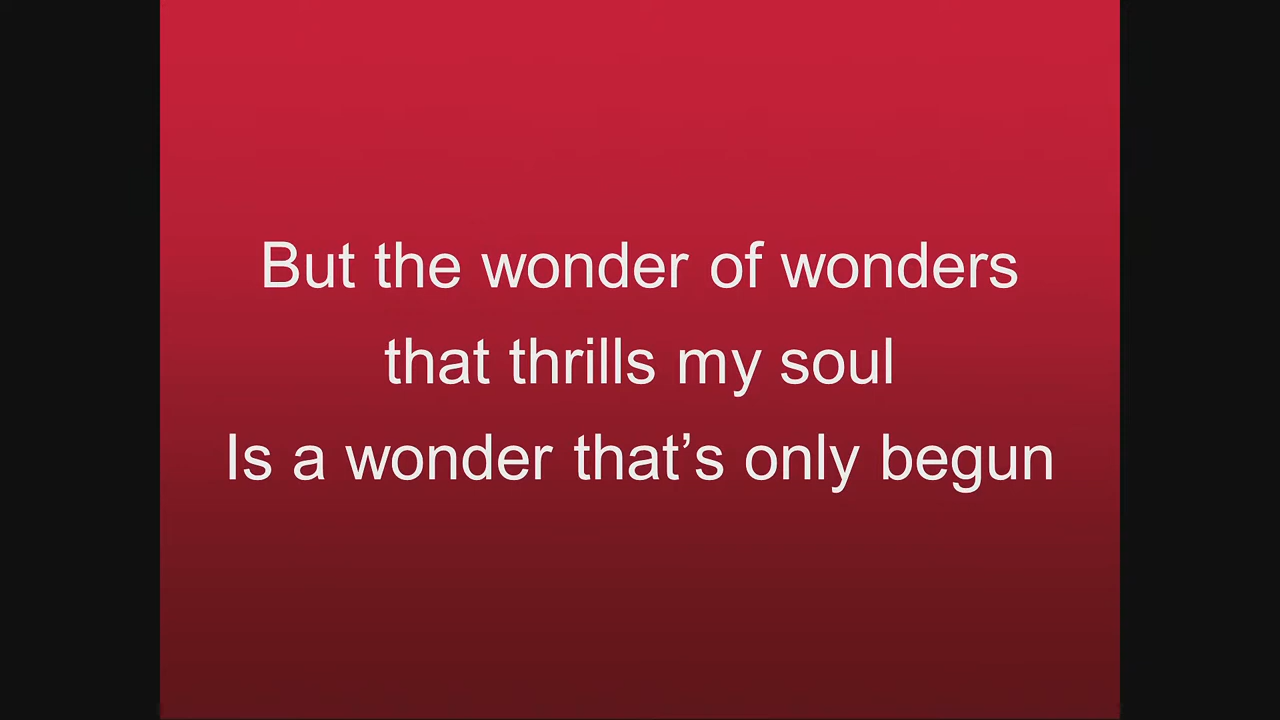 But the wonder of wonders
that thrills my soul
Is a wonder that’s only begun